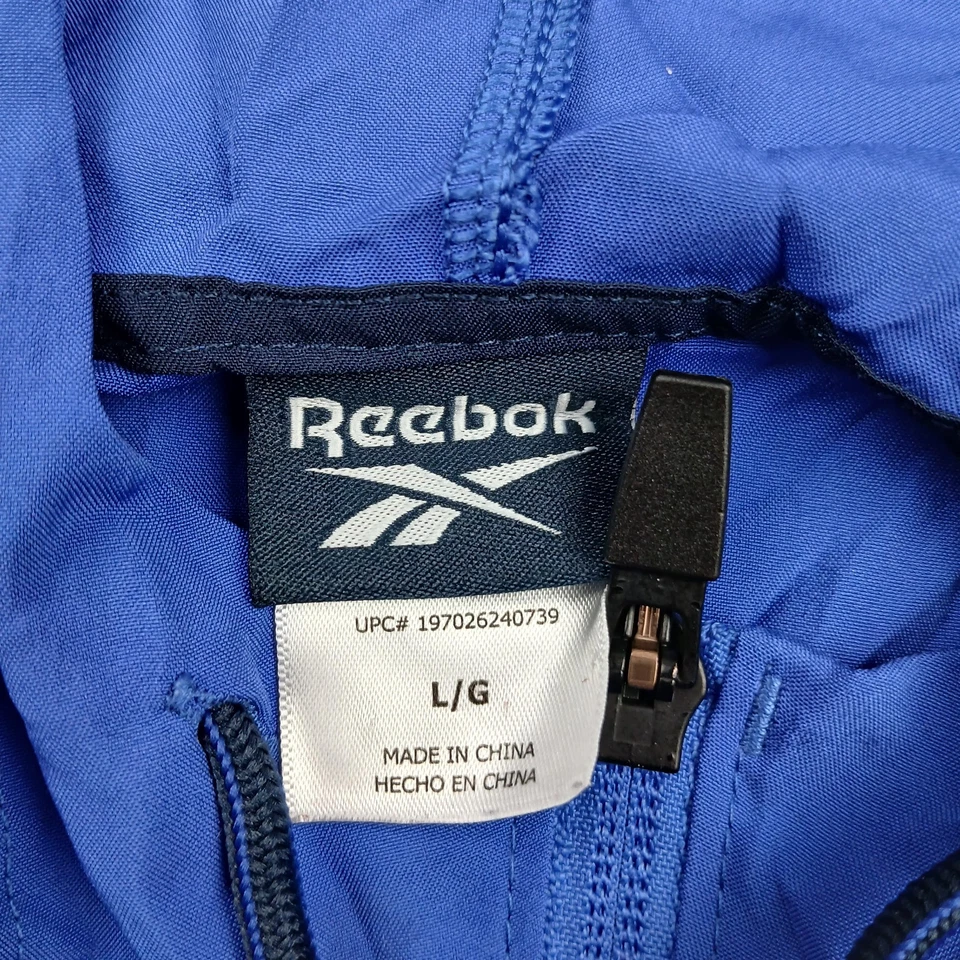 Reebok
UPC# 197026240739
L/G
MADE IN CHINA
HECHO EN CHINA